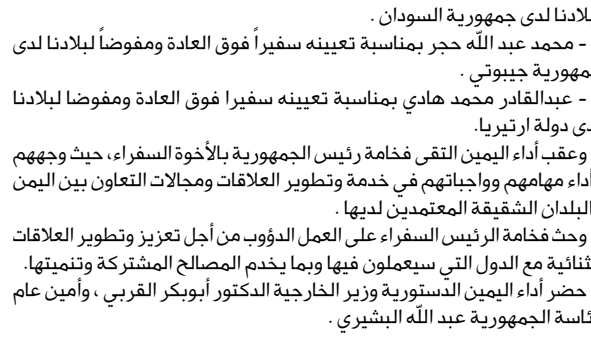 بلادنا لدى جمهورية السودان .
- محمد عبد الله حجر بمناسبة تعيينه سفيراً فوق العادة ومفوضاً لبلادنا لدى
جمهورية جيبوتي .
- عبدالقادر محمد هادي بمناسبة تعيينه سفيرا فوق العادة ومفوضا لبلادنا
لدى دولة ارتيريا.
وعقب أداء اليمين التقى فخامة رئيس الجمهورية بالأخوة السفراء، حيث وجههم
أداء مهامهم وواجباتهم في خدمة وتطوير العلاقات ومجالات التعاون بين اليمن
البلدان الشقيقة المعتمدين لديها .
وحث فخامة الرئيس السفراء على العمل الدؤوب من أجل تعزيز وتطوير العلاقات
ثنائية مع الدول التي سيعملون فيها وبما يخدم المصالح المشتركة وتنميتها.
حضر أداء اليمين الدستورية وزير الخارجية الدكتور أبوبكر القربي ، وأمين عام
ئاسة الجمهورية عبد الله البشيري .